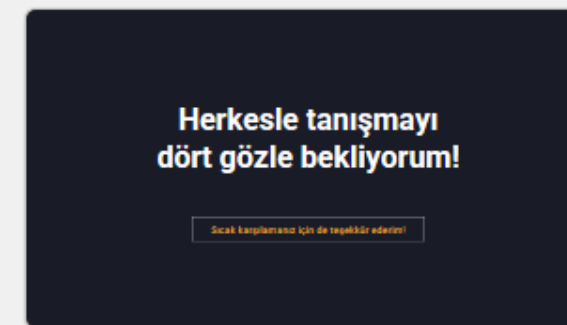 Herkesle tanışmayı
dört gözle bekliyorum!
Sıcak karşılamanız için de teşekkür ederim!